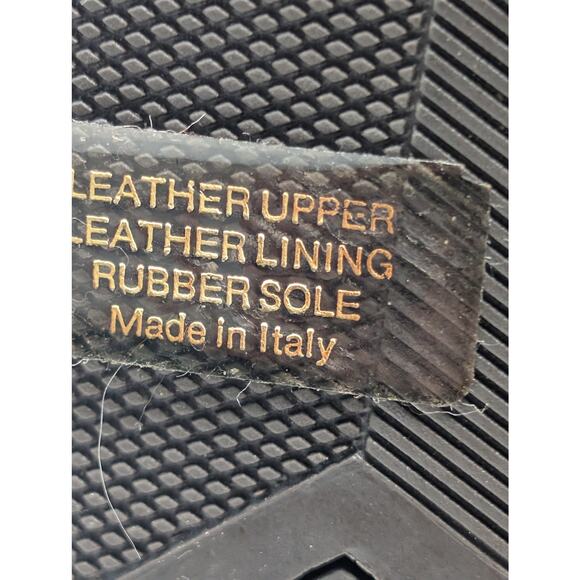 LEATHER UPPER
LEATHER LINING
RUBBER SOLE
Made in Italy